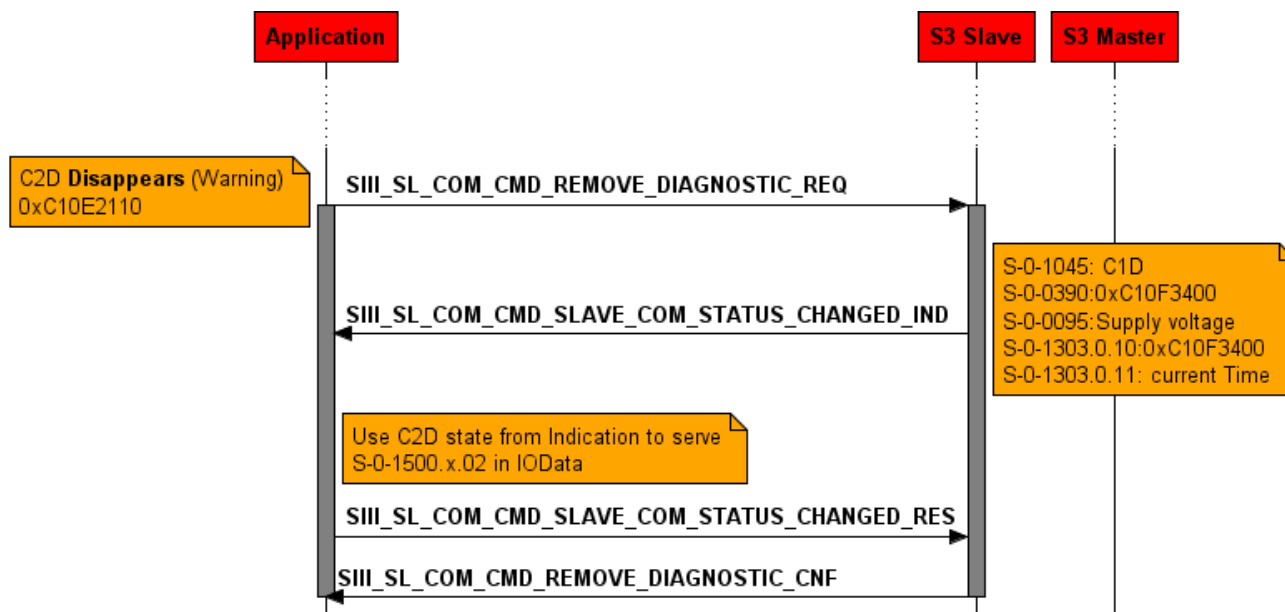 Application
S3 Slave
S3 Master
C2D Disappears (Warning)
0xC10E2110
SIII_SL_COM_CMD_REMOVE_DIAGNOSTIC_REQ
S-0-1045: C1D
S-0-0390:0xC10F3400
S-0-0095:Supply voltage
S-0-1303.0.10:0xC10F3400
S-0-1303.0.11: current Time
SIII_SL_COM_CMD_SLAVE_COM_STATUS_CHANGED_IND
Use C2D state from Indication to serve
S-0-1500.x.02 in IOData
SIII_SL_COM_CMD_SLAVE_COM_STATUS_CHANGED_RES
SIII_SL_COM_CMD_REMOVE_DIAGNOSTIC_CNF